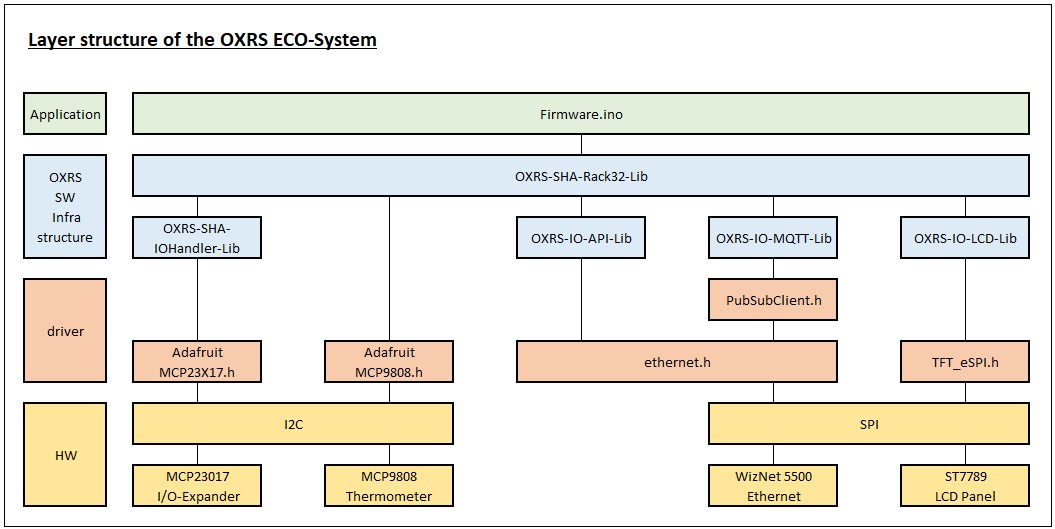 Layer structure of the OXRS ECO-System
Application
Firmware.ino
OXRS
SW
Infra
structure
OXRS-SHA-Rack32-Lib
OXRS-SHA-
IOHandler-Lib
OXRS-IO-API-Lib
OXRS-IO-MQTT-Lib
OXRS-IO-LCD-Lib
driver
PubSubClient.h
Adafruit
MCP23X17.h
Adafruit
MCP9808.h
ethernet.h
TFT_eSPI.h
HW
I2C
SPI
MCP23017
I/O-Expander
MCP9808
Thermometer
WizNet 5500
Ethernet
ST7789
LCD Panel